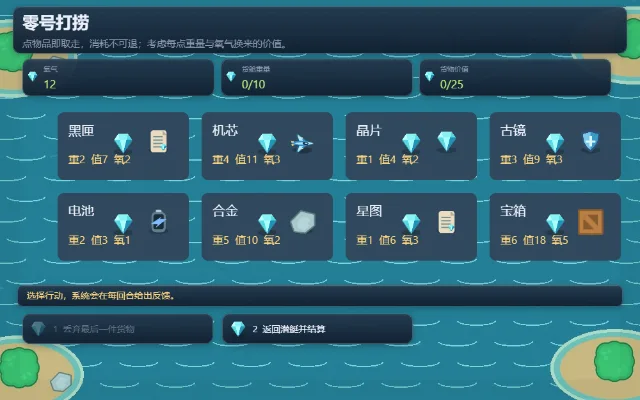 零号打捞
点物品即取走，消耗不可退；考虑每点重量与氧气换来的价值。
氧气
12
货舱重量
0/10
货物价值
0/25
黑匣
重2 值7 氧2
机芯
重4 值11 氧3
晶片
重1 值4 氧2
古镜
重3 值9 氧3
电池
重2 值3 氧1
合金
重5 值10 氧2
星图
重1 值6 氧3
宝箱
重6 值18 氧5
选择行动，系统会在每回合给出反馈。
1 丢弃最后一件货物
2 返回潜艇并结算